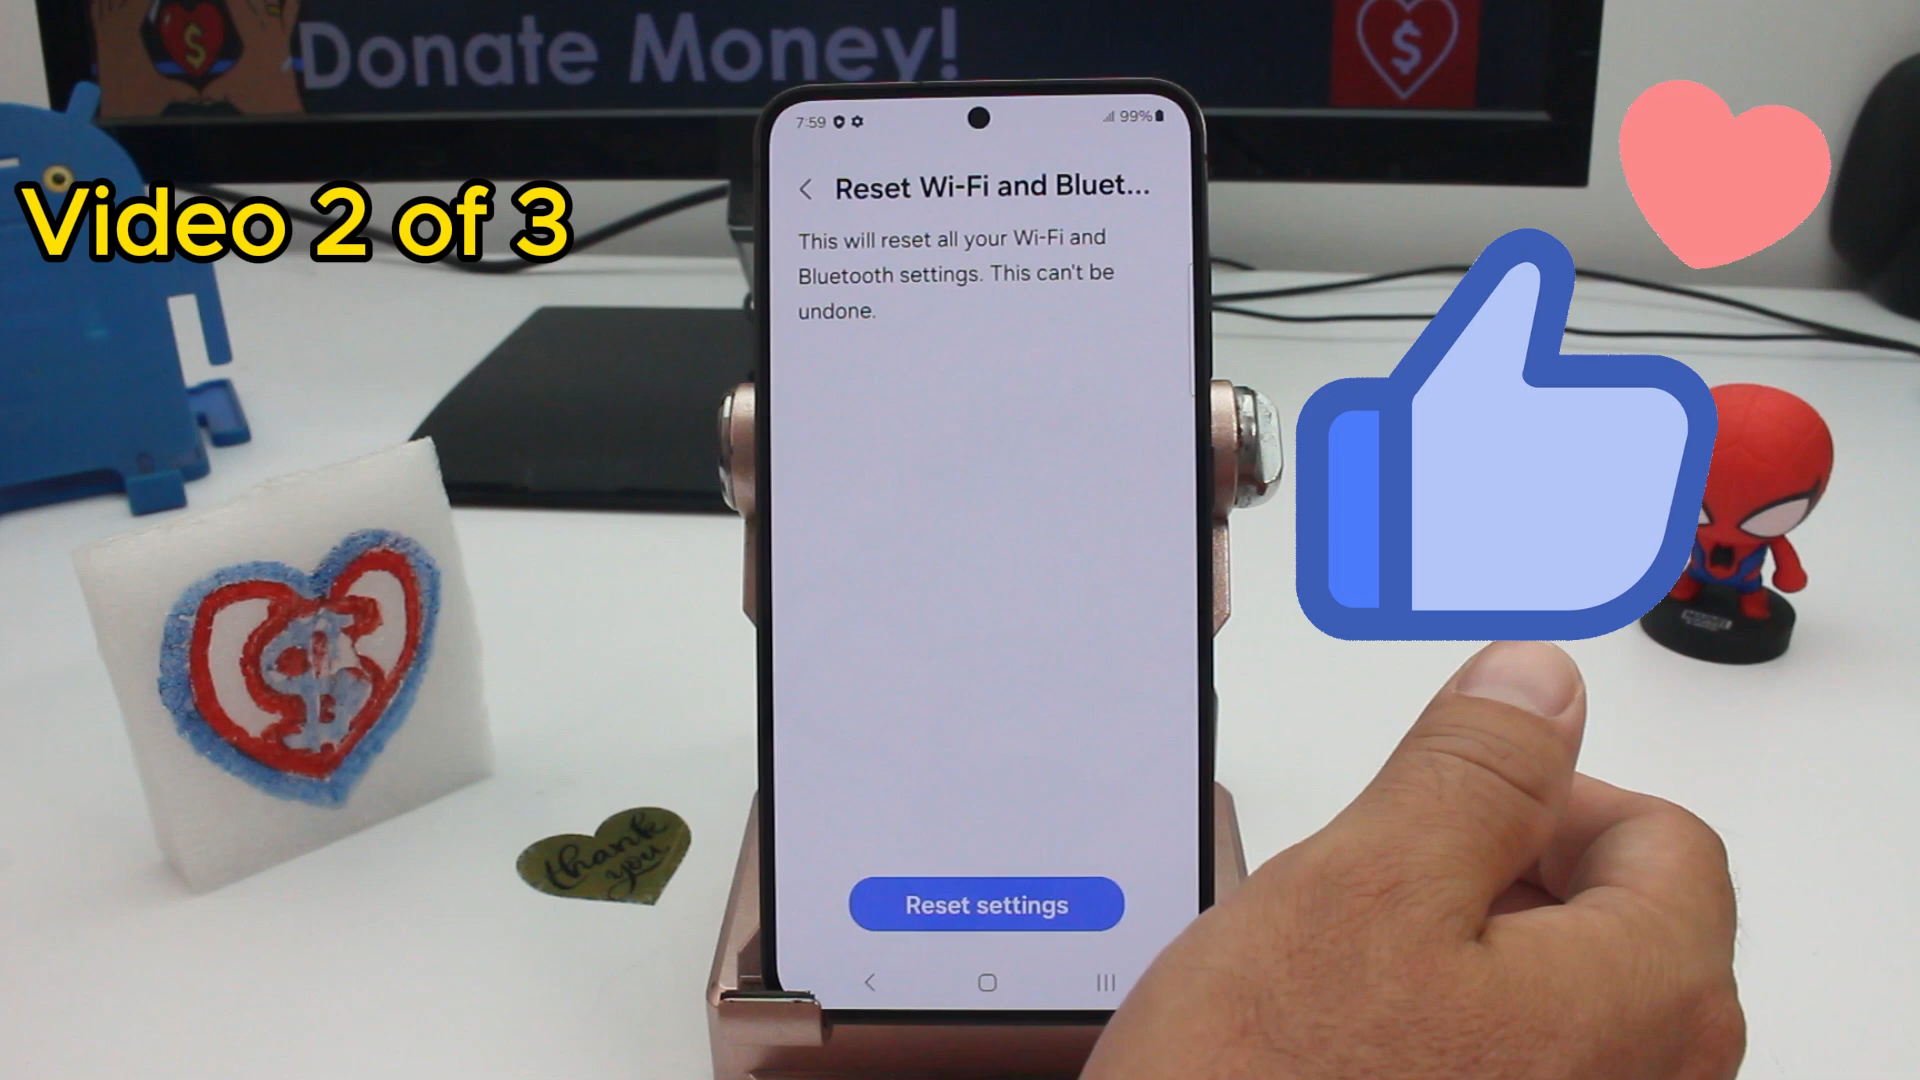 Donate Money!
$
$
Video 2 of 3
7:59
99%
Reset Wi-Fi and Bluet...
This will reset all your Wi-Fi and
Bluetooth settings. This can't be
undone.
$
thank
you
Reset settings
MARVEL